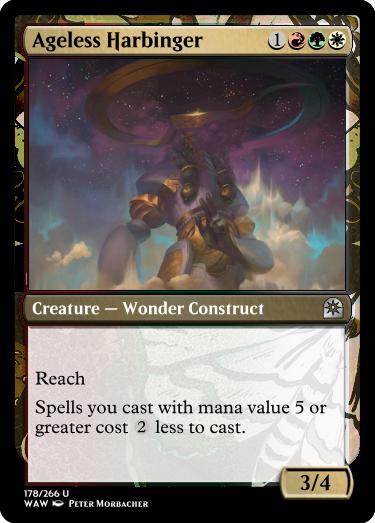 Ageless Harbinger 1
Creature — Wonder Construct
Reach
Spells you cast with mana value 5 or
greater cost 2 less to cast.
3/4
178/266 U
WAW Peter Morbacher